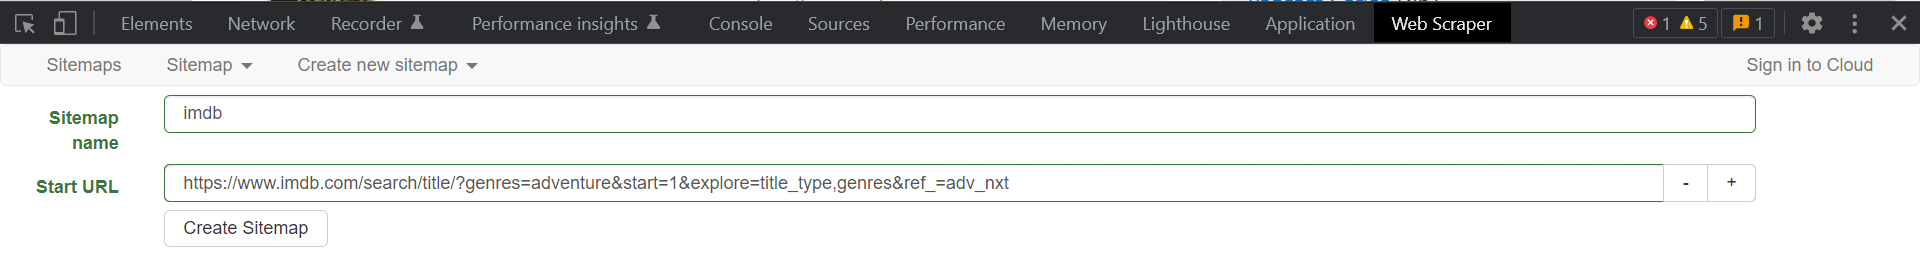 Elements Network Recorder Performance insights Console Sources Performance Memory Lighthouse Application Web Scraper 1 5 1
Sitemaps Sitemap Create new sitemap Sign in to Cloud
Sitemap name
imdb
Start URL
https://www.imdb.com/search/title/?genres=adventure&start=1&explore=title_type,genres&ref_=adv_nxt - +
Create Sitemap